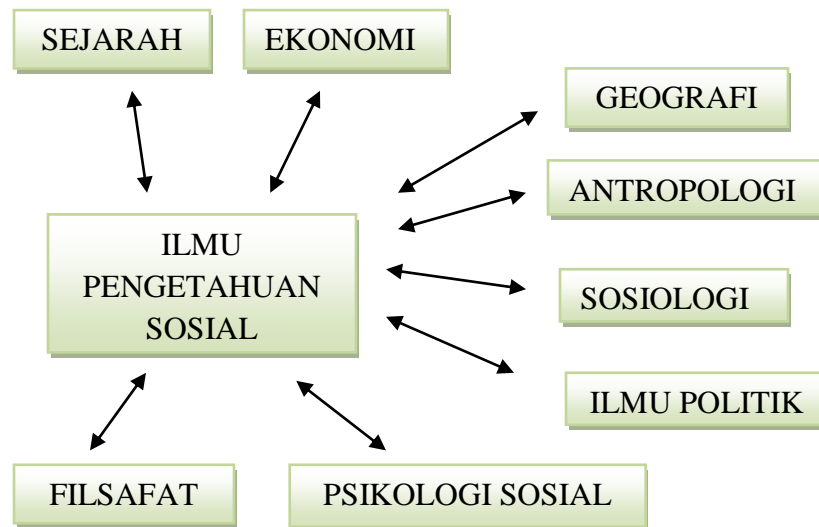 SEJARAH
EKONOMI
GEOGRAFI
ANTROPOLOGI
ILMU
PENGETAHUAN
SOSIAL
SOSIOLOGI
ILMU POLITIK
FILSAFAT
PSIKOLOGI SOSIAL